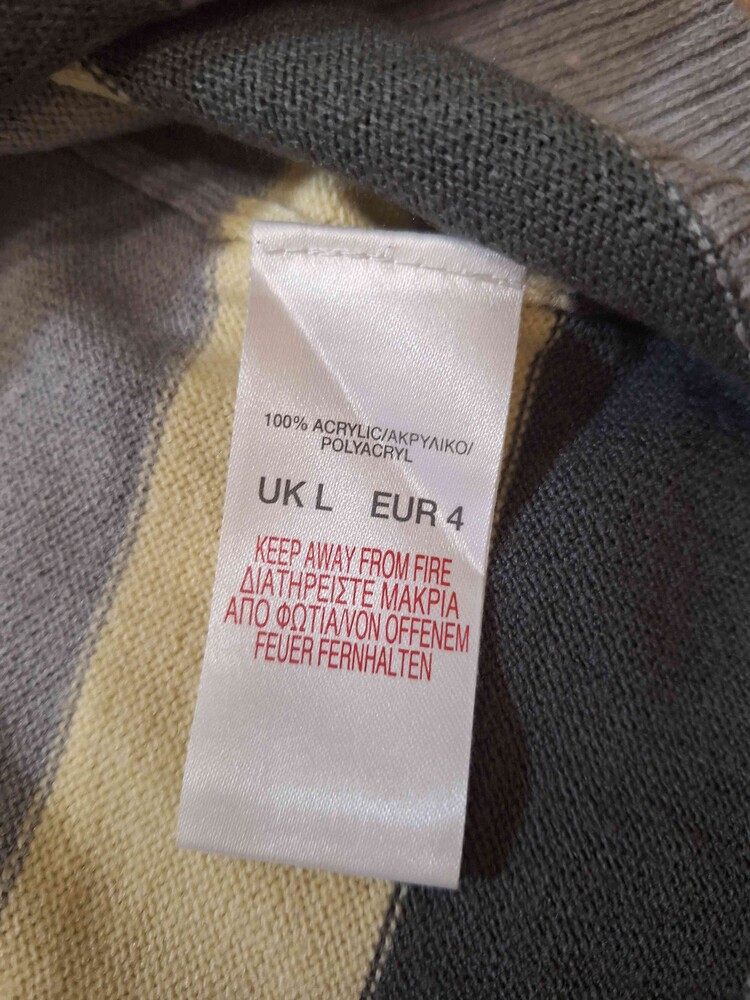 100% ACRYLIC/ΑΚΡΥΛΙΚΟ/
POLYACRYL
UK L EUR 4
KEEP AWAY FROM FIRE
ΔΙΑΤΗΡΕΙΣΤΕ ΜΑΚΡΙΑ
ΑΠΟ ΦΩΤΙΑ/VON OFFENEM
FEUER FERNHALTEN